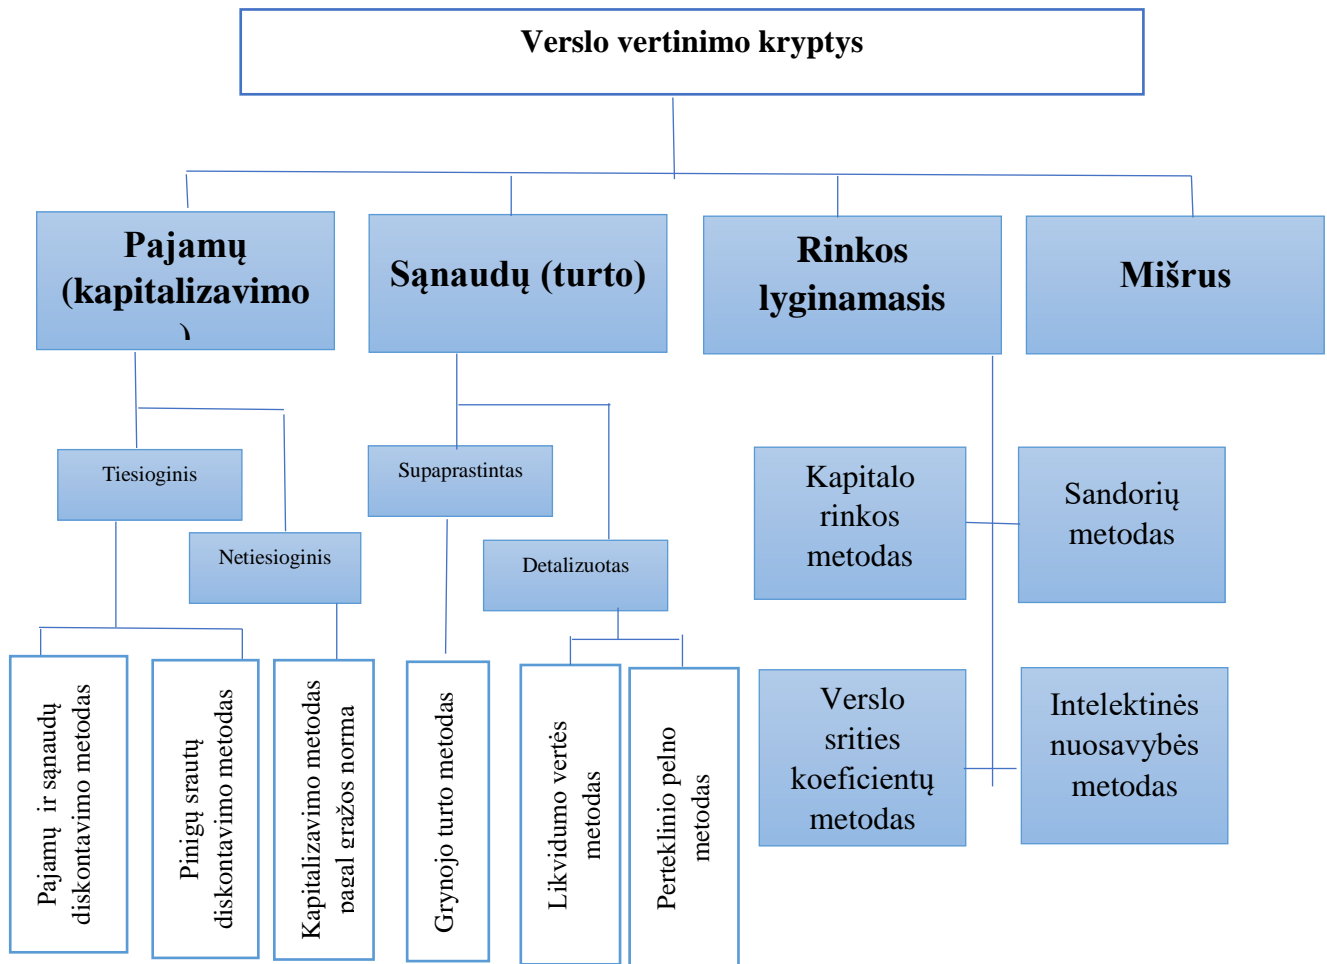 Verslo vertinimo kryptys
Pajamų
(kapitalizavimo
)
Sąnaudų (turto)
Rinkos
lyginamasis
Mišrus
Tiesioginis
Netiesioginis
Supaprastintas
Detalizuotas
Kapitalo
rinkos
metodas
Sandorių
metodas
Verslo
srities
koeficientų
metodas
Intelektinės
nuosavybės
metodas
Pajamų ir sąnaudų
diskontavimo metodas
Pinigų srautų
diskontavimo metodas
Kapitalizavimo metodas
pagal grąžos norma
Grynojo turto metodas
Likvidumo vertės
metodas
Perteklinio pelno
metodas